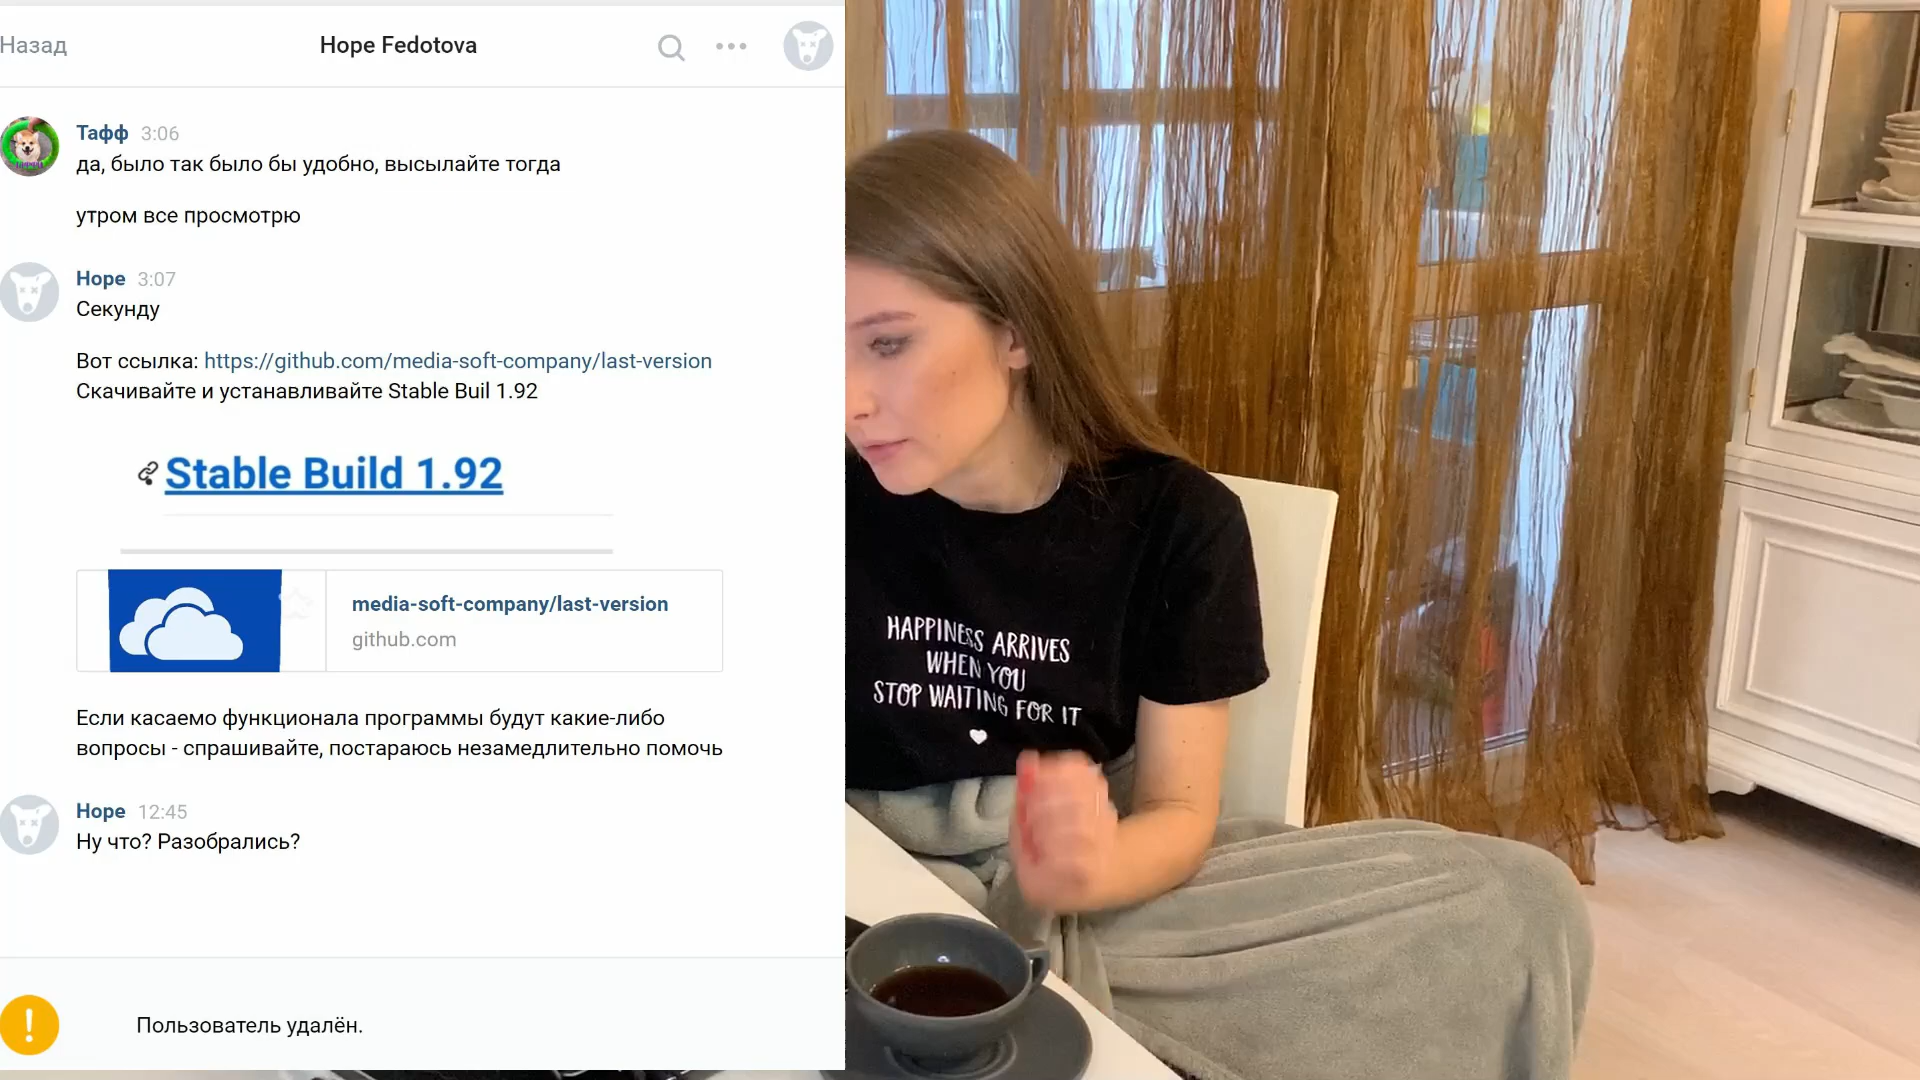 Назад
Hope Fedotova
Тафф 3:06
да, было так было бы удобно, высылайте тогда
утром все просмотрю
Hope 3:07
Секунду
Вот ссылка: https://github.com/media-soft-company/last-version
Скачивайте и устанавливайте Stable Buil 1.92
Stable Build 1.92
media-soft-company/last-version
github.com
Если касаемо функционала программы будут какие-либо
вопросы - спрашивайте, постараюсь незамедлительно помочь
Hope 12:45
Ну что? Разобрались?
Пользователь удалён.
HAPPINESS ARRIVES
WHEN YOU
STOP WAITING FOR IT